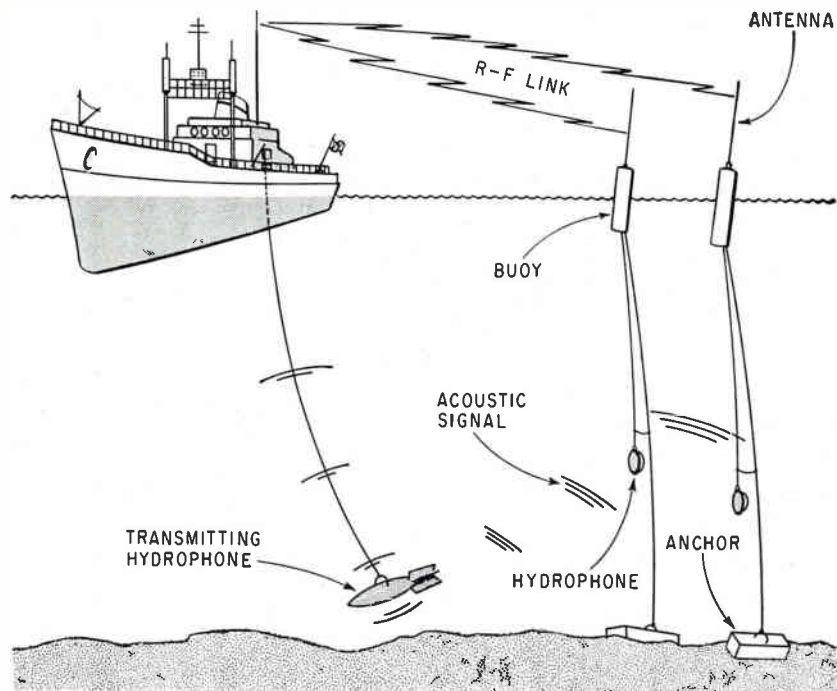 ANTENNA
R-F LINK
C
BUOY
ACOUSTIC
SIGNAL
TRANSMITTING
HYDROPHONE
HYDROPHONE
ANCHOR